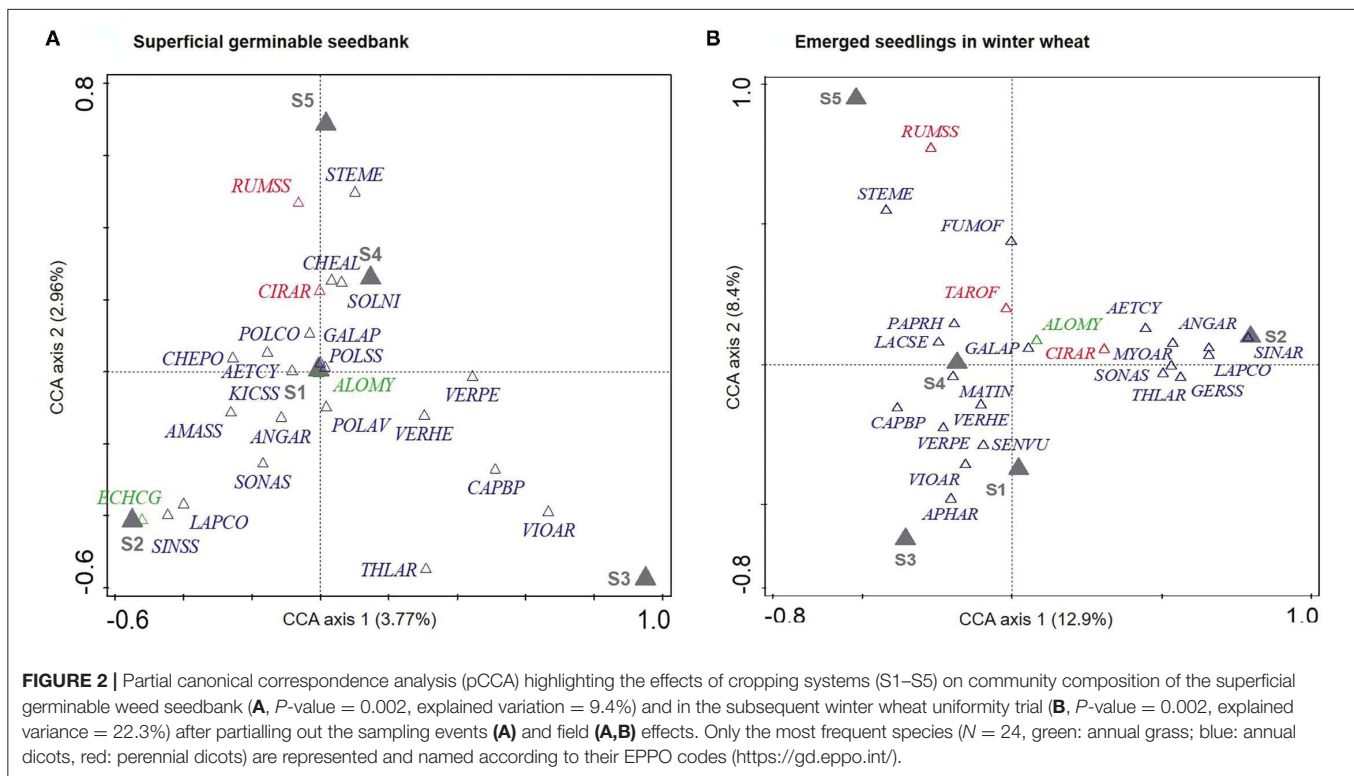 A
Superficial germinable seedbank
0.8
S5
STEME
RUMSS
S4
CHEAL
CIRAR
SOLNI
POLCO
GALAP
CHEPO
POLSS
AETCY
S1
KICSS
ALOMY
VERPE
AMASS
ANGAR
POLAV
VERHE
SONAS
CAPBP
ECHCG
LAPCO
VIOAR
S2
SINSS
THLAR
S3
-0.6
-0.6
1.0
CCA axis 1 (3.77%)
CCA axis 2 (2.96%)
B
Emerged seedlings in winter wheat
1.0
S5
RUMSS
STEME
FUMOF
TAROF
AETCY
PAPRH
ALOMY
ANGAR
S2
LACSE
GALAP
CIRAR
MYOAR
SINAR
S4
SONAS
LAPCO
MATIN
THLAR
GERSS
CAPBP
VERHE
VERPE
SENVU
VIOAR
S1
APHAR
S3
-0.8
-0.8
1.0
CCA axis 1 (12.9%)
CCA axis 2 (8.4%)
FIGURE 2 | Partial canonical correspondence analysis (pCCA) highlighting the effects of cropping systems (S1–S5) on community composition of the superficial
germinable weed seedbank (A, P-value = 0.002, explained variation = 9.4%) and in the subsequent winter wheat uniformity trial (B, P-value = 0.002, explained
variance = 22.3%) after partialling out the sampling events (A) and field (A,B) effects. Only the most frequent species (N = 24, green: annual grass; blue: annual
dicots, red: perennial dicots) are represented and named according to their EPPO codes (https://gd.eppo.int/).